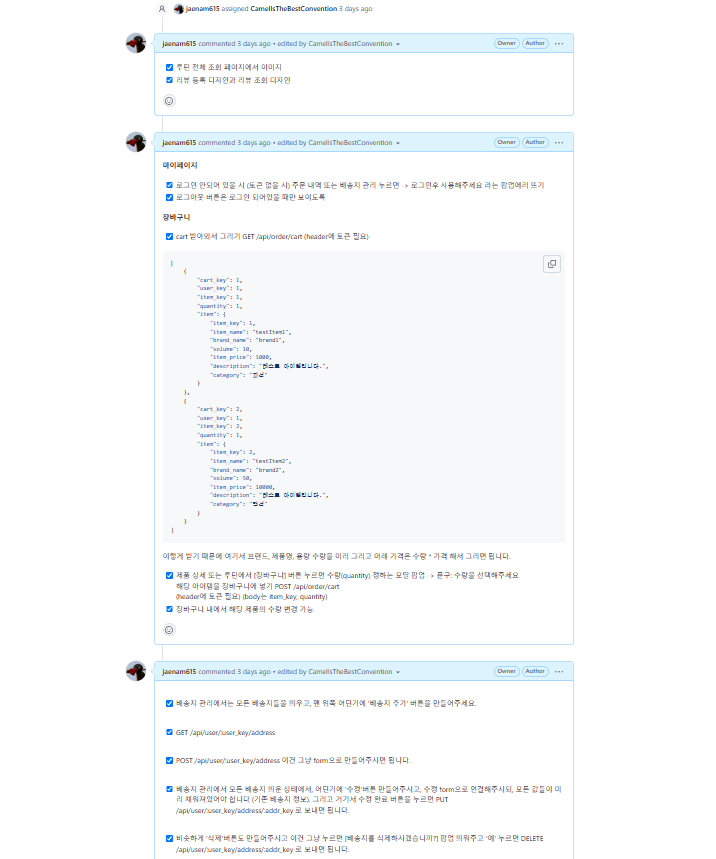 jaenam615 assigned CamelIsTheBestConvention 3 days ago
jaenam615 commented 3 days ago • edited by CamelIsTheBestConvention
Owner Author
루틴 전체 조회 페이지에서 이미지
리뷰 등록 디자인과 리뷰 조회 디자인
jaenam615 commented 3 days ago • edited by CamelIsTheBestConvention
Owner Author
마이페이지
로그인 안되어 있을 시 (토큰 없을 시) 주문 내역 또는 배송지 관리 누르면 -> 로그인후 사용해주세요 라는 팝업에러 뜨기
로그아웃 버튼은 로그인 되어있을 때만 보이도록
장바구니
cart 받아와서 그리기 GET /api/order/cart (header에 토큰 필요)
[
{
"cart_key": 1,
"user_key": 1,
"item_key": 1,
"quantity": 1,
"item": {
"item_key": 1,
"item_name": "testItem1",
"brand_name": "brand1",
"volume": 10,
"item_price": 1000,
"description": "테스트 아이템입니다.",
"category":
}
},
{
"cart_key": 2,
"user_key": 1,
"item_key": 2,
"quantity": 1,
"item": {
"item_key": 2,
"item_name": "testItem2",
"brand_name": "brand2",
"volume": 50,
"item_price": 10000,
"description": "테스트 아이템입니다.",
"category":
}
}
]
이렇게 받기 때문에 여기서 브랜드, 제품명, 용량 수량을 미리 그리고 아래 가격은 수량 * 가격 해서 그리면 됩니다.
제품 상세 또는 루틴에서 [장바구니] 버튼 누르면 수량(quantity) 정하는 모달 팝업 -> 문구: 수량을 선택해주세요
해당 아이템을 장바구니에 넣기 POST /api/order/cart
(header에 토큰 필요) (body는 item_key, quantity)
장바구니 내에서 해당 제품의 수량 변경 가능
jaenam615 commented 3 days ago • edited by CamelIsTheBestConvention
Owner Author
배송지 관리에서는 모든 배송지들을 띄우고, 맨 위쪽 어딘가에 '배송지 추가' 버튼을 만들어주세요.
GET /api/user/:user_key/address
POST /api/user/:user_key/address 이건 그냥 form으로 만들어주시면 됩니다.
배송지 관리에서 모든 배송지 띄운 상태에서, 어딘가에 '수정'버튼 만들어주시고, 수정 form으로 연결해주시되, 모든 값들이 미
리 채워져있어야 합니다 (기존 배송지 정보). 그리고 거기서 수정 완료 버튼을 누르면 PUT
/api/user/:user_key/address/:addr_key 로 보내면 됩니다.
비슷하게 '삭제'버튼도 만들어주시고 이건 그냥 누르면 [배송지를 삭제하시겠습니까?] 팝업 띄워주고 '예' 누르면 DELETE
/api/user/:user_key/address/:addr_key 로 보내면 됩니다.